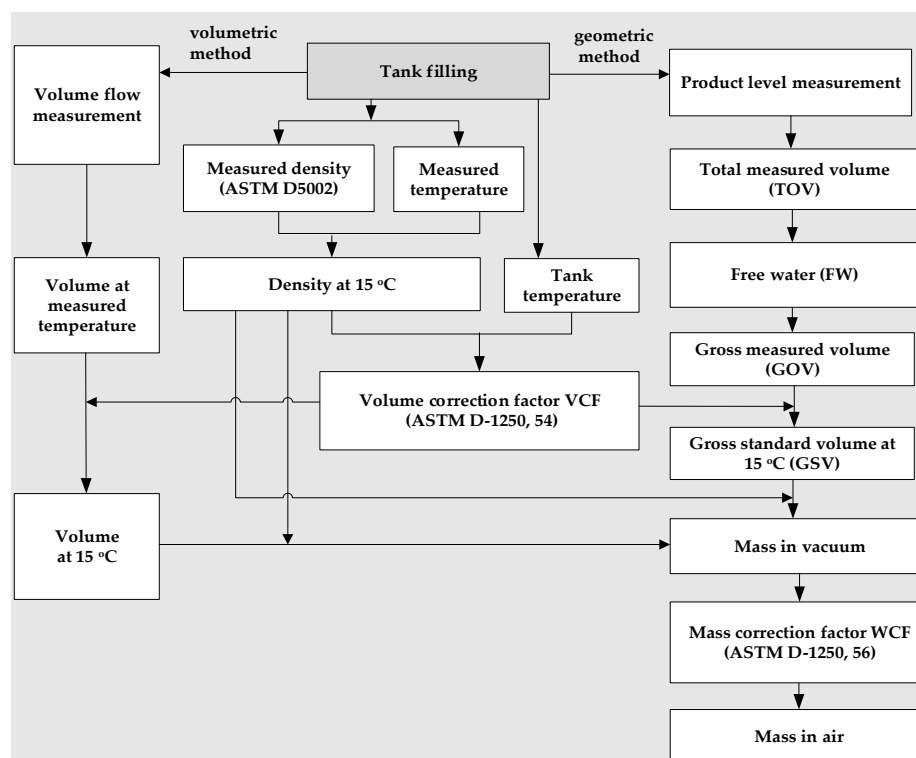 volumetric
method
Tank filling
geometric
method
Volume flow
measurement
Product level measurement
Measured density
(ASTM D5002)
Measured
temperature
Total measured volume
(TOV)
Volume at
measured
temperature
Density at 15 ᵒC
Tank
temperature
Free water (FW)
Gross measured volume
(GOV)
Volume correction factor VCF
(ASTM D-1250, 54)
Gross standard volume at
15 ᵒC (GSV)
Volume
at 15 ᵒC
Mass in vacuum
Mass correction factor WCF
(ASTM D-1250, 56)
Mass in air